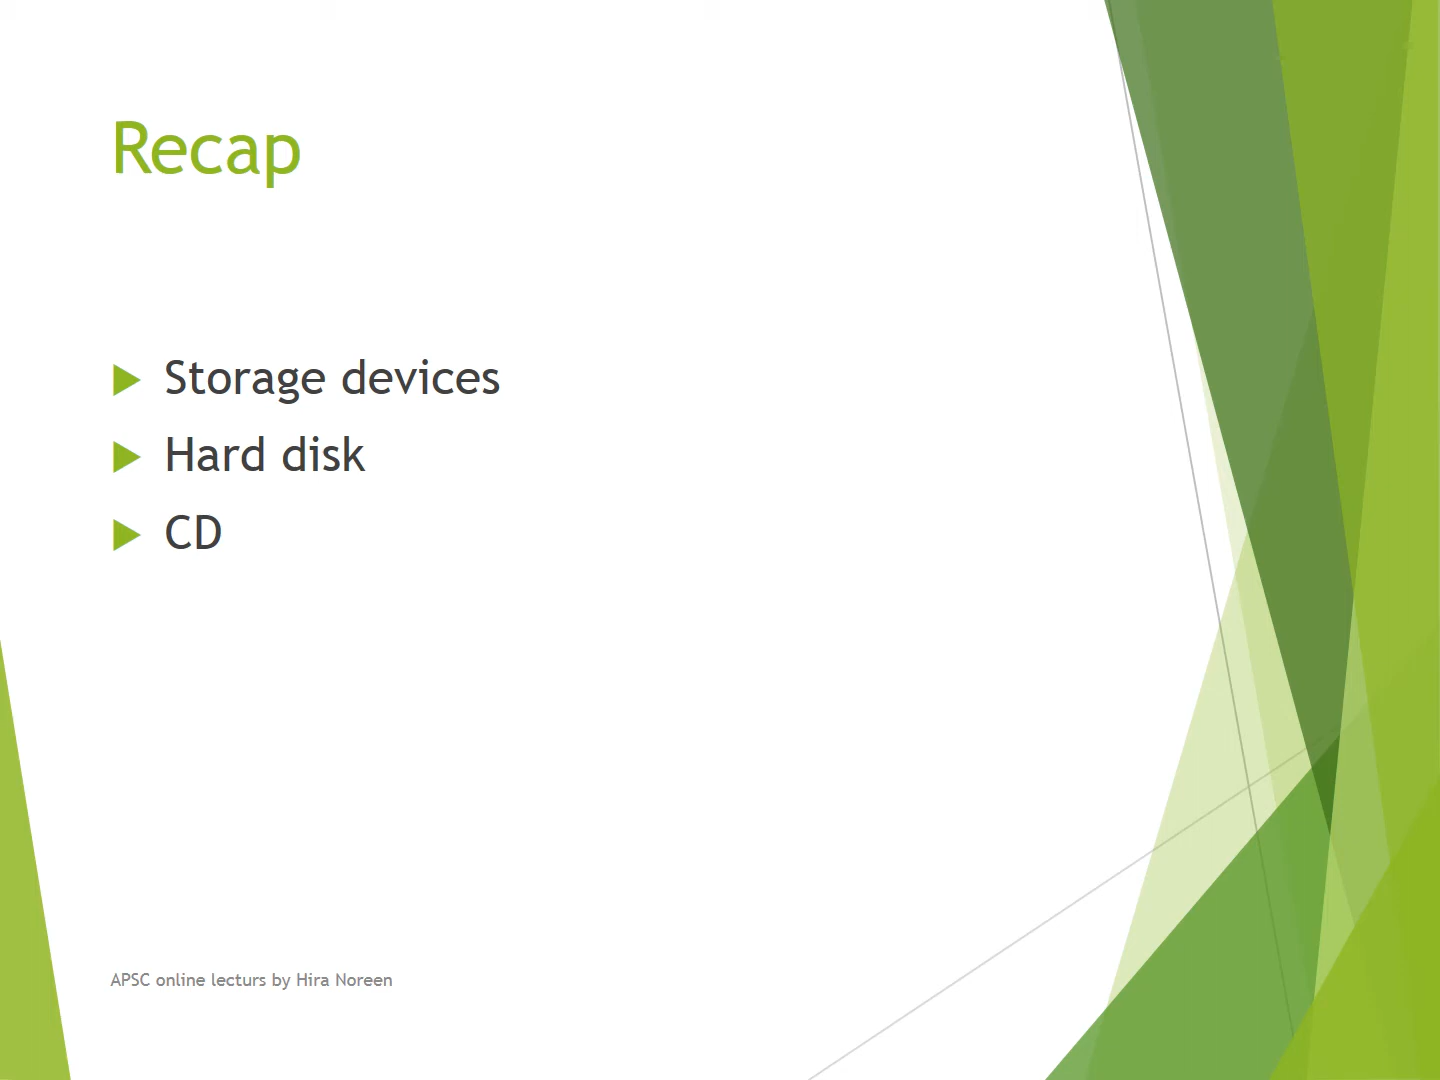 Recap
Storage devices
Hard disk
CD
APSC online lecturs by Hira Noreen